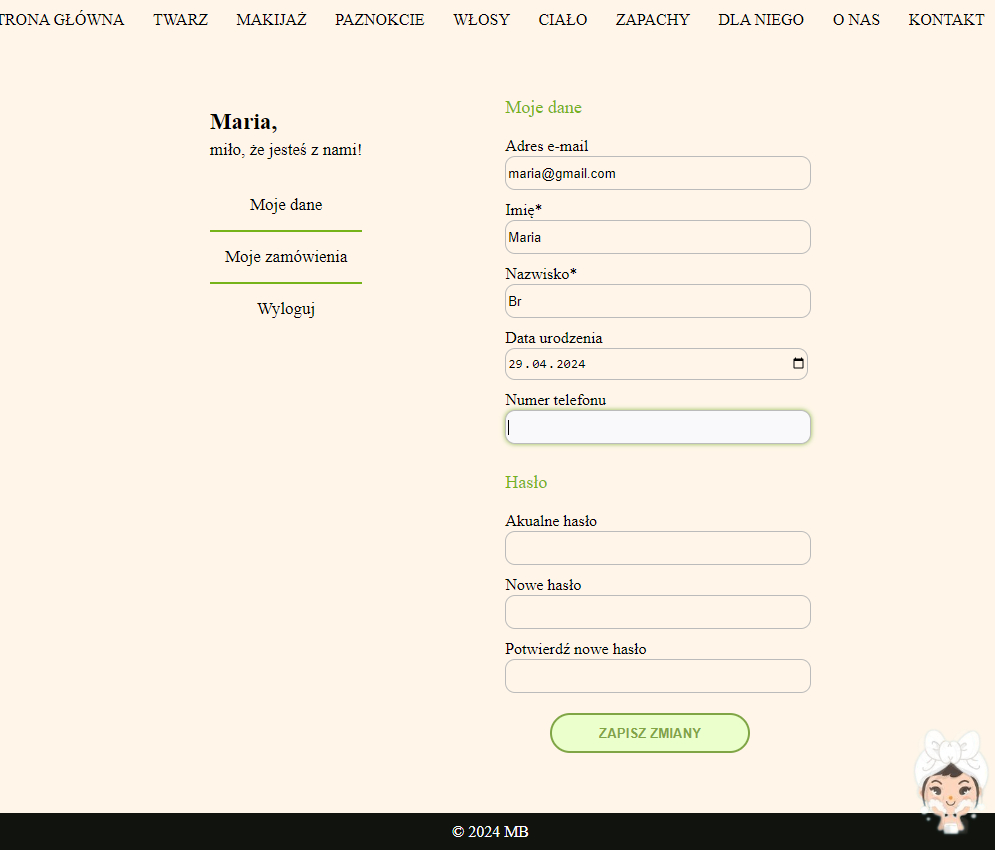 TRONA GŁÓWNA TWARZ MAKIJAŻ PAZNOKCIE WŁOSY CIAŁO ZAPACHY DLA NIEGO O NAS KONTAKT
Maria,
miło, że jesteś z nami!
Moje dane
Moje zamówienia
Wyloguj
Moje dane
Adres e-mail
maria@gmail.com
Imię*
Maria
Nazwisko*
Br
Data urodzenia
29.04.2024
Numer telefonu
Hasło
Akualne hasło
Nowe hasło
Potwierdź nowe hasło
ZAPISZ ZMIANY
© 2024 MB